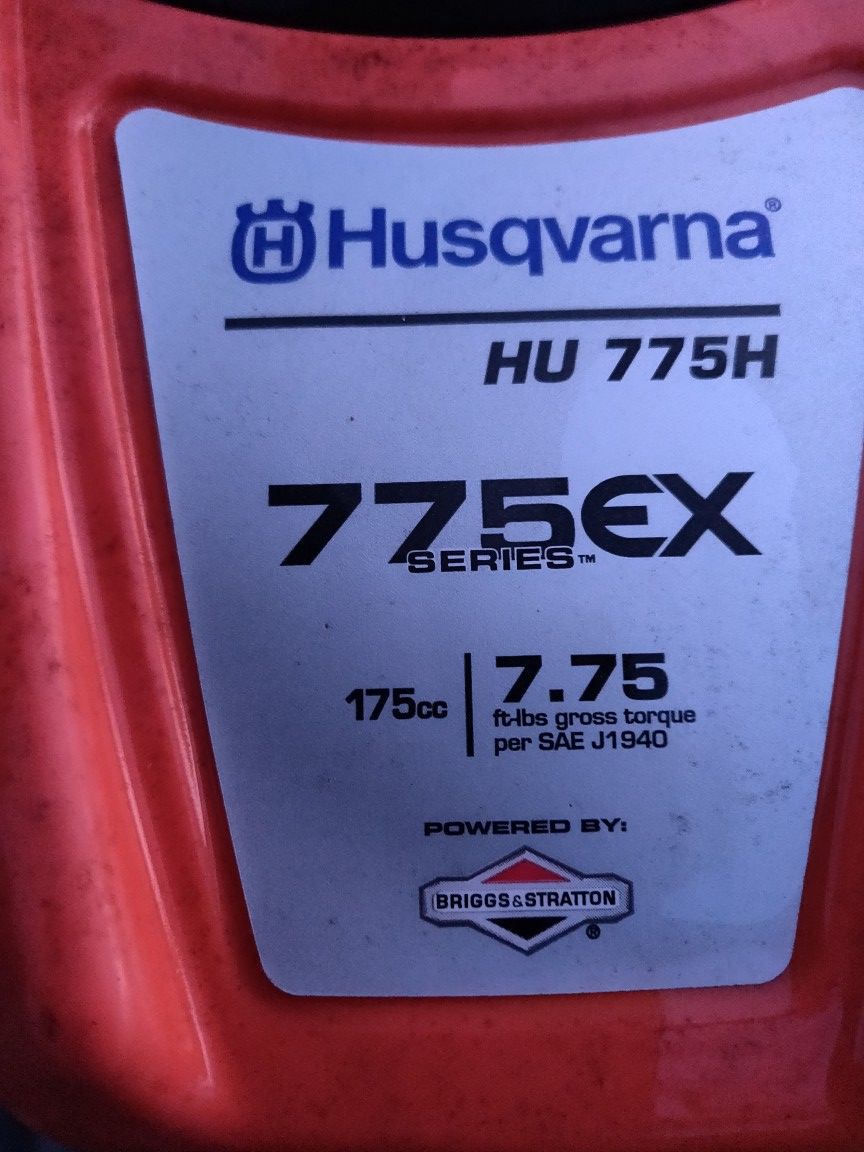 H Husqvarna®
HU 775H
775EX
SERIES™
175cc
7.75
ft-lbs gross torque
per SAE J1940
POWERED BY:
BRIGGS&STRATTON
®